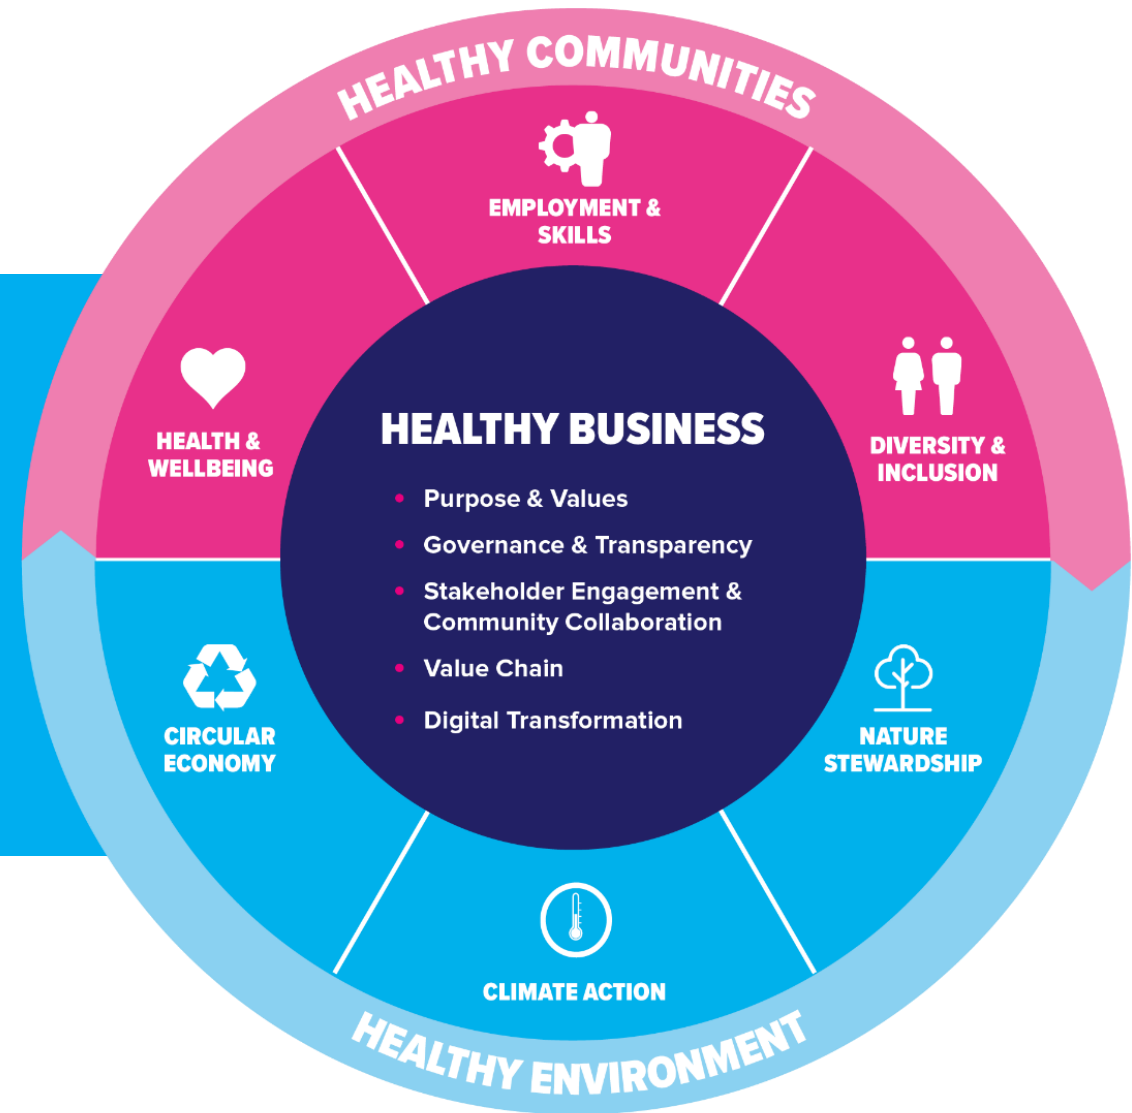 HEALTHY COMMUNITIES
EMPLOYMENT &
SKILLS
HEALTH &
WELLBEING
DIVERSITY &
INCLUSION
HEALTHY BUSINESS
• Purpose & Values
• Governance & Transparency
• Stakeholder Engagement &
Community Collaboration
• Value Chain
• Digital Transformation
CIRCULAR
ECONOMY
NATURE
STEWARDSHIP
CLIMATE ACTION
HEALTHY ENVIRONMENT